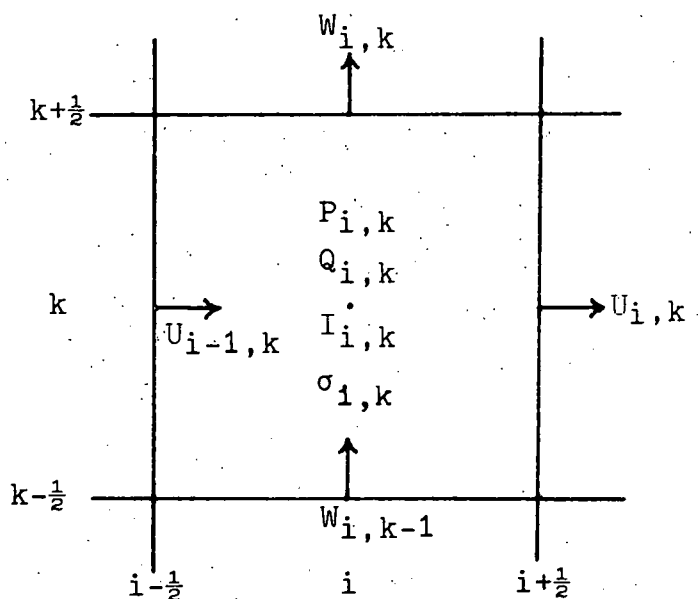 W_{i,k}
k+½
P_{i,k}
Q_{i,k}
k
U_{i-1,k}
I_{i,k}
U_{i,k}
σ_{i,k}
k-½
W_{i,k-1}
i-½ i i+½